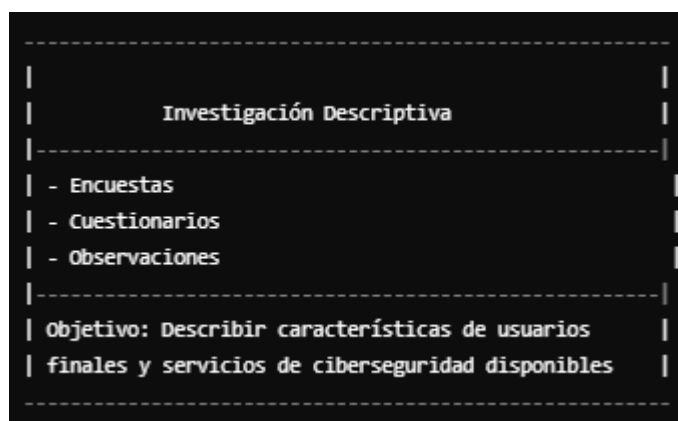 Investigación Descriptiva
- Encuestas
- Cuestionarios
- Observaciones
Objetivo: Describir características de usuarios
finales y servicios de ciberseguridad disponibles